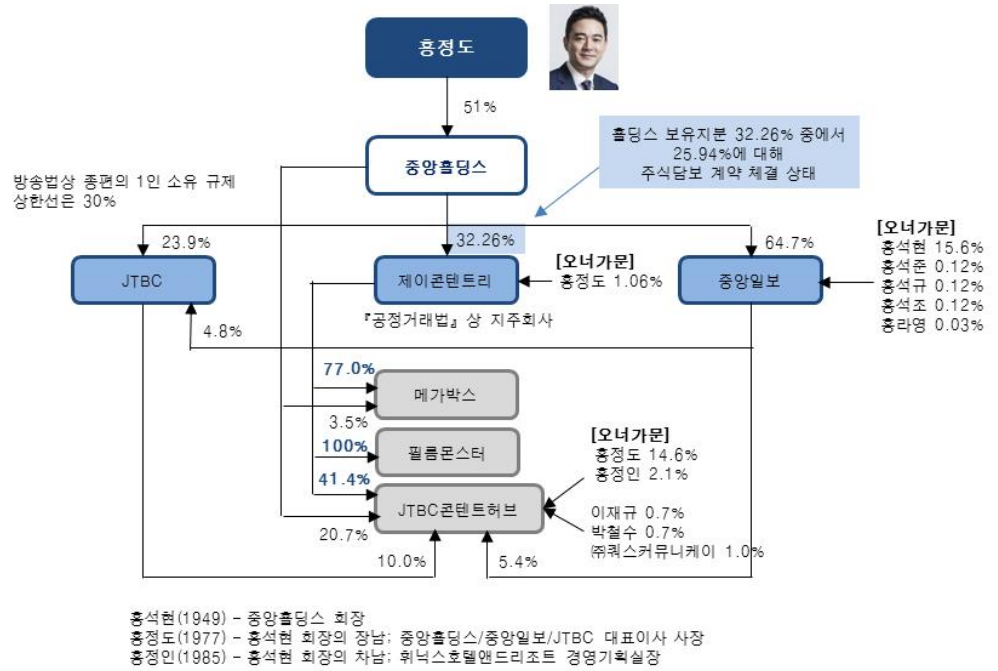 홍정도
51%
중앙홀딩스
홀딩스 보유지분 32.26% 중에서
25.94%에 대해
주식담보 계약 체결 상태
방송법상 종편의 1인 소유 규제
상한선은 30%
23.9%
32.26%
64.7%
JTBC
제이콘텐트리
중앙일보
[오너가문]
홍정도 1.06%
[오너가문]
홍석현 15.6%
홍석준 0.12%
홍석규 0.12%
홍석조 0.12%
홍라영 0.03%
『공정거래법』상 지주회사
4.8%
77.0%
메가박스
3.5%
100%
필름몬스터
41.4%
JTBC콘텐트허브
20.7%
[오너가문]
홍정도 14.6%
홍정인 2.1%
이재규 0.7%
박철수 0.7%
㈜쿼스커뮤니케이 1.0%
10.0%
5.4%
홍석현(1949) - 중앙홀딩스 회장
홍정도(1977) - 홍석현 회장의 장남; 중앙홀딩스/중앙일보/JTBC 대표이사 사장
홍정인(1985) - 홍석현 회장의 차남; 휘닉스호텔앤드리조트 경영기획실장